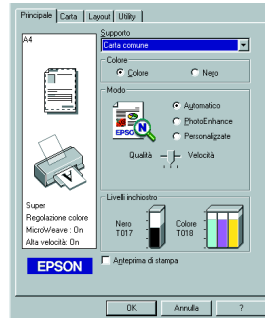 Principale Carta Layout Utility
A4
Supporto
Carta comune
Colore
Colore Nero
Modo
Automatico
PhotoEnhance
Personalizzate
EPSON
Qualità Velocità
Super
Regolazione colore
MicroWeave : On
Alta velocità: On
Livelli inchiostro
Nero
T017
Colore
T018
EPSON
Anteprima di stampa
OK Annulla ?